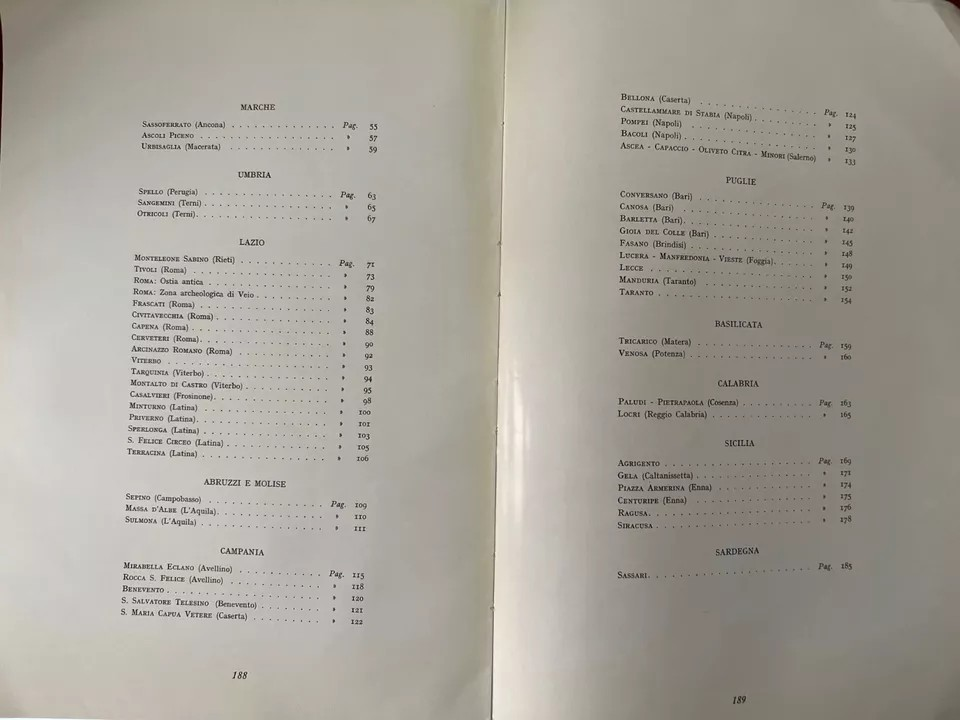 MARCHE
SASSOFERRATO (Ancona) . . . . . . . . . . . . . . Pag. 55
ASCOLI PICENO . . . . . . . . . . . . . . . . . . » 57
URBISAGLIA (Macerata) . . . . . . . . . . . . . . » 59
UMBRIA
SPELLO (Perugia) . . . . . . . . . . . . . . . . . Pag. 63
SANGEMINI (Terni) . . . . . . . . . . . . . . . . . » 65
OTRICOLI (Terni) . . . . . . . . . . . . . . . . . » 67
LAZIO
MONTELEONE SABINO (Rieti) . . . . . . . . . . . . Pag. 71
TIVOLI (Roma) . . . . . . . . . . . . . . . . . . » 73
ROMA: Ostia antica . . . . . . . . . . . . . . . . » 79
ROMA: Zona archeologica di Veio . . . . . . . . . . » 82
FRASCATI (Roma) . . . . . . . . . . . . . . . . . » 83
CIVITAVECCHIA (Roma) . . . . . . . . . . . . . . . » 84
CAPENA (Roma) . . . . . . . . . . . . . . . . . . » 88
CERVETERI (Roma) . . . . . . . . . . . . . . . . . » 90
ARCINAZZO ROMANO (Roma) . . . . . . . . . . . . . » 92
VITERBO . . . . . . . . . . . . . . . . . . . . . » 93
TARQUINIA (Viterbo) . . . . . . . . . . . . . . . . » 94
MONTALTO DI CASTRO (Viterbo) . . . . . . . . . . . » 95
CASALVIERI (Frosinone) . . . . . . . . . . . . . . » 98
MINTURNO (Latina) . . . . . . . . . . . . . . . . » 100
PRIVERNO (Latina) . . . . . . . . . . . . . . . . . » 101
SPERLONGA (Latina) . . . . . . . . . . . . . . . . » 103
S. FELICE CIRCEO (Latina) . . . . . . . . . . . . . » 105
TERRACINA (Latina) . . . . . . . . . . . . . . . . » 106
ABRUZZI E MOLISE
SEPINO (Campobasso) . . . . . . . . . . . . . . . Pag. 109
MASSA D'ALBE (L'Aquila) . . . . . . . . . . . . . . » 110
SULMONA (L'Aquila) . . . . . . . . . . . . . . . . » 111
CAMPANIA
MIRABELLA ECLANO (Avellino) . . . . . . . . . . . Pag. 115
ROCCA S. FELICE (Avellino) . . . . . . . . . . . . » 118
BENEVENTO . . . . . . . . . . . . . . . . . . . . » 120
S. SALVATORE TELESINO (Benevento) . . . . . . . . . » 121
S. MARIA CAPUA VETERE (Caserta) . . . . . . . . . . » 122
188
BELLONA (Caserta) . . . . . . . . . . . . . . . . Pag. 124
CASTELLAMMARE DI STABIA (Napoli) . . . . . . . . . » 125
POMPEI (Napoli) . . . . . . . . . . . . . . . . . » 127
BACOLI (Napoli) . . . . . . . . . . . . . . . . . » 130
ASCEA - CAPACCIO - OLIVETO CITRA - MINORI (Salerno) » 133
PUGLIE
CONVERSANO (Bari) . . . . . . . . . . . . . . . . Pag. 139
CANOSA (Bari) . . . . . . . . . . . . . . . . . . » 140
BARLETTA (Bari) . . . . . . . . . . . . . . . . . » 142
GIOIA DEL COLLE (Bari) . . . . . . . . . . . . . . » 145
FASANO (Brindisi) . . . . . . . . . . . . . . . . » 148
LUCERA - MANFREDONIA - VIESTE (Foggia) . . . . . . » 149
LECCE . . . . . . . . . . . . . . . . . . . . . . » 150
MANDURIA (Taranto) . . . . . . . . . . . . . . . . » 152
TARANTO . . . . . . . . . . . . . . . . . . . . . » 154
BASILICATA
TRICARICO (Matera) . . . . . . . . . . . . . . . . Pag. 159
VENOSA (Potenza) . . . . . . . . . . . . . . . . . » 160
CALABRIA
PALUDI - PIETRAPAOLA (Cosenza) . . . . . . . . . . Pag. 163
LOCRI (Reggio Calabria) . . . . . . . . . . . . . . » 165
SICILIA
AGRIGENTO . . . . . . . . . . . . . . . . . . . . Pag. 169
GELA (Caltanissetta) . . . . . . . . . . . . . . . » 171
PIAZZA ARMERINA (Enna) . . . . . . . . . . . . . . » 174
CENTURIPE (Enna) . . . . . . . . . . . . . . . . . » 175
RAGUSA . . . . . . . . . . . . . . . . . . . . . . » 176
SIRACUSA . . . . . . . . . . . . . . . . . . . . . » 178
SARDEGNA
SASSARI . . . . . . . . . . . . . . . . . . . . . Pag. 185
189